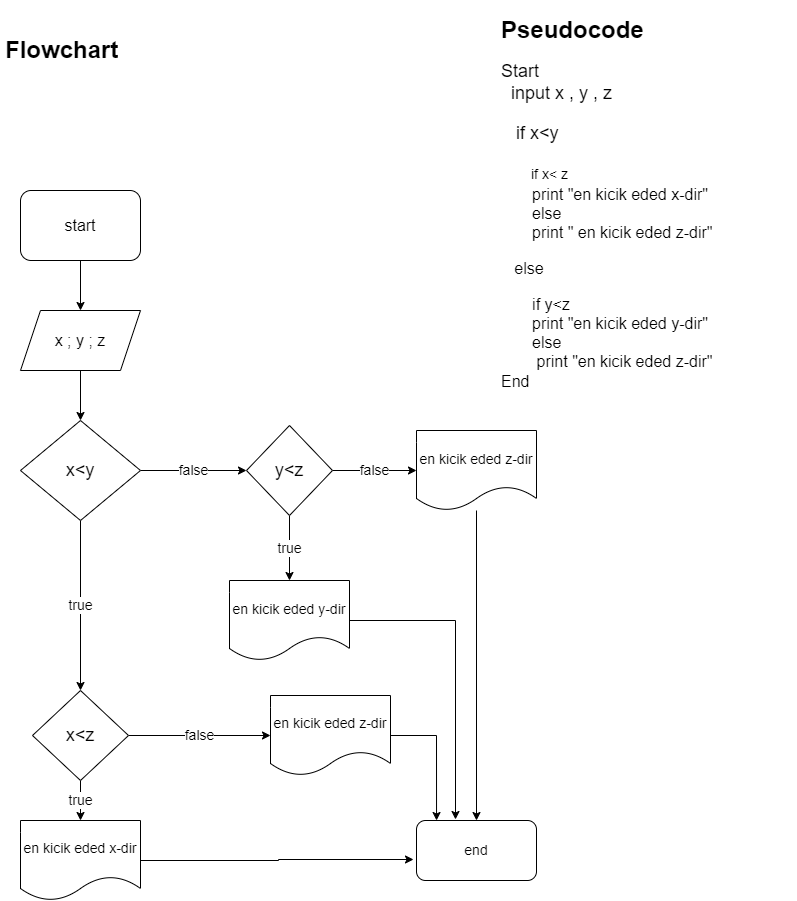 Flowchart
Pseudocode
Start
input x , y , z
if x<y
if x< z
print "en kicik eded x-dir"
else
print " en kicik eded z-dir"
else
if y<z
print "en kicik eded y-dir"
else
print "en kicik eded z-dir"
End
start
x ; y ; z
x<y
false
y<z
false
en kicik eded z-dir
true
en kicik eded y-dir
true
x<z
false
en kicik eded z-dir
true
en kicik eded x-dir
end